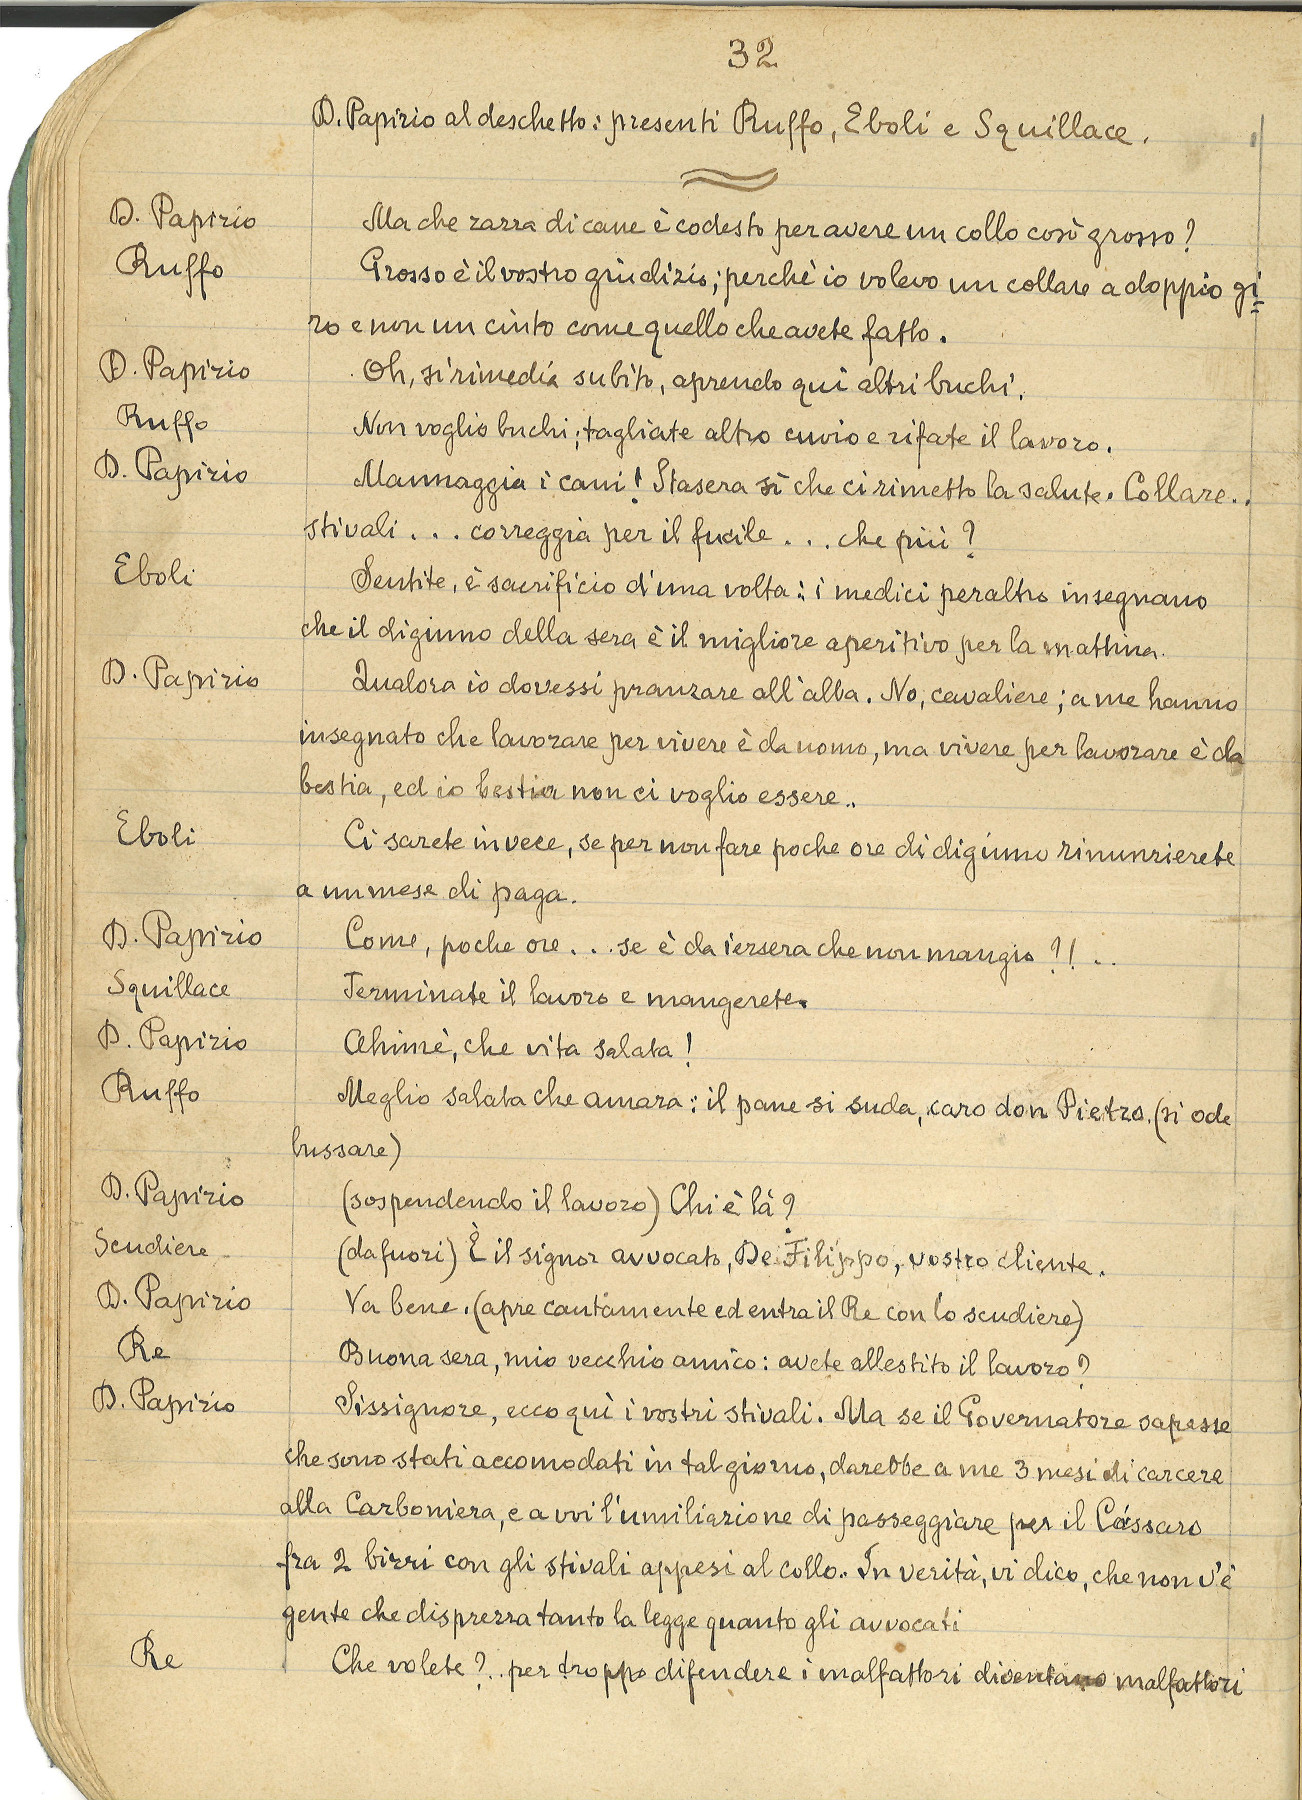 32
D. Papirio al deschetto: presenti Ruffo, Eboli e Squillace.
D. Papirio Ma che razza di cane è codesto per avere un collo così grosso?
Ruffo Grosso è il vostro giudizio; perchè io volevo un collare a doppio gi=
ro e non un cinto come quello che avete fatto.
D. Papirio Oh, si rimedia subito, aprendo qui altri buchi.
Ruffo Non voglio buchi; tagliate altro cuoio e rifate il lavoro.
D. Papirio Mannaggia i cani! Stasera sì che ci rimetto la salute. Collare..
stivali... correggia per il fucile... che più?
Eboli Sentite, è sacrificio d'una volta: i medici peraltro insegnano
che il digiuno della sera è il migliore aperitivo per la mattina.
D. Papirio Qualora io dovessi pranzare all'alba. No, cavaliere; a me hanno
insegnato che lavorare per vivere è da uomo, ma vivere per lavorare è da
bestia, ed io bestia non ci voglio essere..
Eboli Ci sarete invece, se per non fare poche ore di digiuno rinunzierete
a un mese di paga.
D. Papirio Come, poche ore... se è da iersera che non mangio?!..
Squillace Terminate il lavoro e mangerete.
D. Papirio Ahimè, che vita salata!
Ruffo Meglio salata che amara: il pane si suda, caro don Pietro. (si ode
bussare)
D. Papirio (sospendendo il lavoro) Chi è là?
Scudiere (da fuori) È il signor avvocato, De Filippo, vostro cliente.
D. Papirio Va bene. (apre cautamente ed entra il Re con lo scudiere)
Re Buona sera, mio vecchio amico: avete allestito il lavoro?
D. Papirio Sissignore, ecco qui i vostri stivali. Ma se il Governatore sapesse
che sono stati accomodati in tal giorno, darebbe a me 3 mesi di carcere
alla Carboniera, e a voi l'umiliazione di passeggiare per il Càssaro
fra 2 birri con gli stivali appesi al collo. In verità, vi dico, che non v'è
gente che disprezza tanto la legge quanto gli avvocati
Re Che volete?.. per troppo difendere i malfattori diventano malfattori